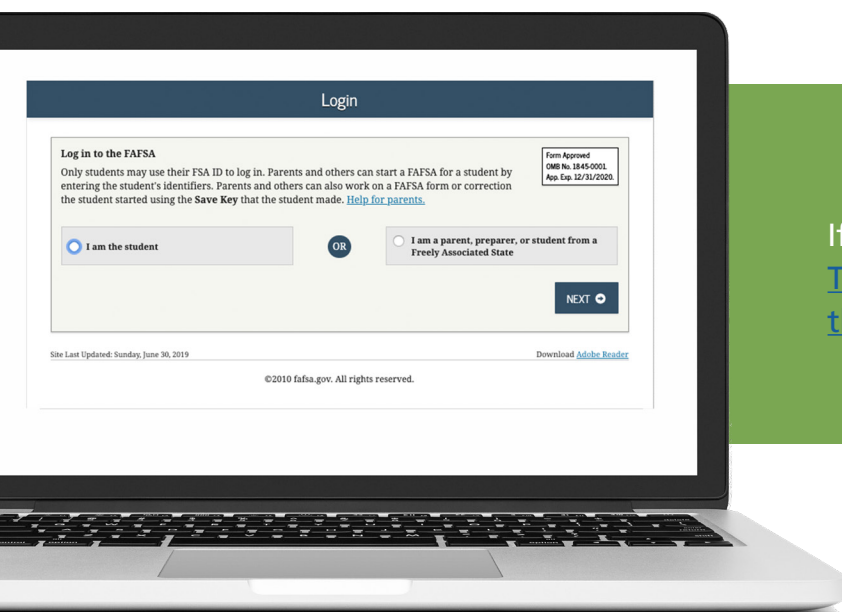 Login
Log in to the FAFSA
Only students may use their FSA ID to log in. Parents and others can start a FAFSA for a student by
entering the student's identifiers. Parents and others can also work on a FAFSA form or correction
the student started using the Save Key that the student made. Help for parents.
Form Approved
OMB No. 1845-0001.
App. Exp. 12/31/2020.
I am the student
OR
I am a parent, preparer, or student from a
Freely Associated State
NEXT
Site Last Updated: Sunday, June 30, 2019
Download Adobe Reader
©2010 fafsa.gov. All rights reserved.